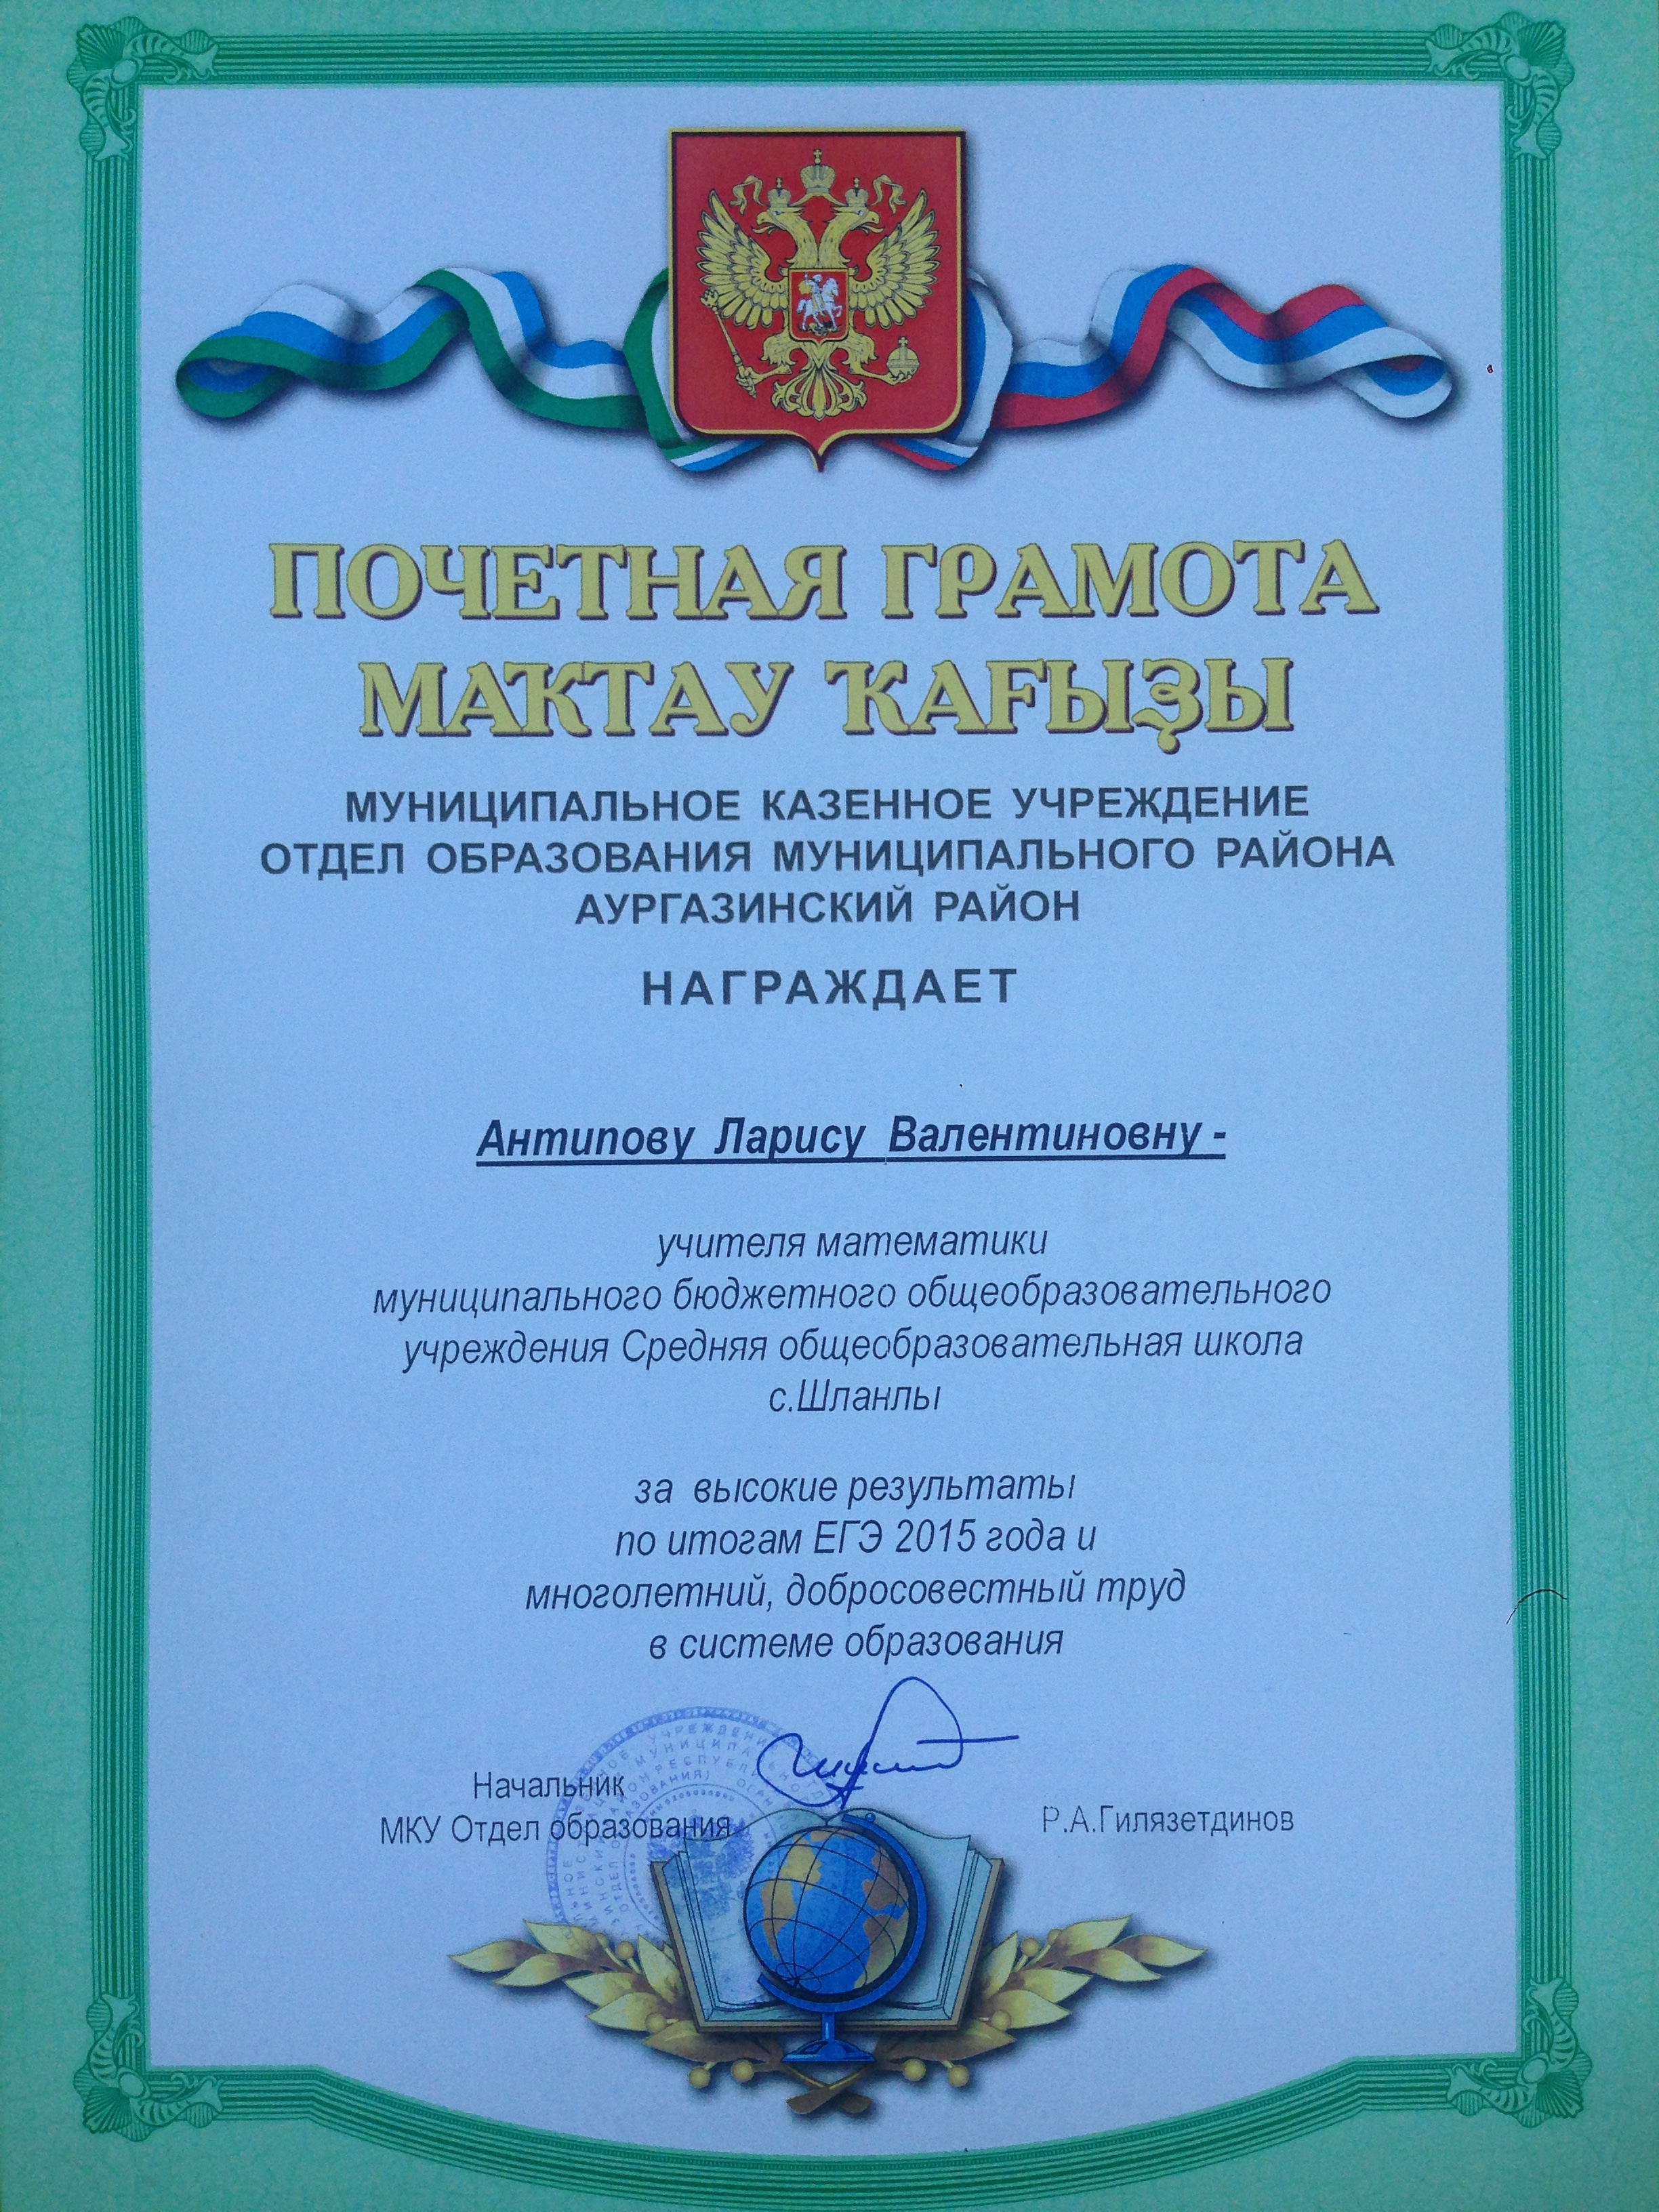 ПОЧЕТНАЯ ГРАМОТА
МАҠТАУ ҠАҒЫҘЫ
МУНИЦИПАЛЬНОЕ КАЗЕННОЕ УЧРЕЖДЕНИЕ
ОТДЕЛ ОБРАЗОВАНИЯ МУНИЦИПАЛЬНОГО РАЙОНА
АУРГАЗИНСКИЙ РАЙОН
НАГРАЖДАЕТ
Антипову Ларису Валентиновну -
учителя математики
муниципального бюджетного общеобразовательного
учреждения Средняя общеобразовательная школа
с.Шланлы
за высокие результаты
по итогам ЕГЭ 2015 года и
многолетний, добросовестный труд
в системе образования
Начальник
МКУ Отдел образования
Р.А.Гилязетдинов